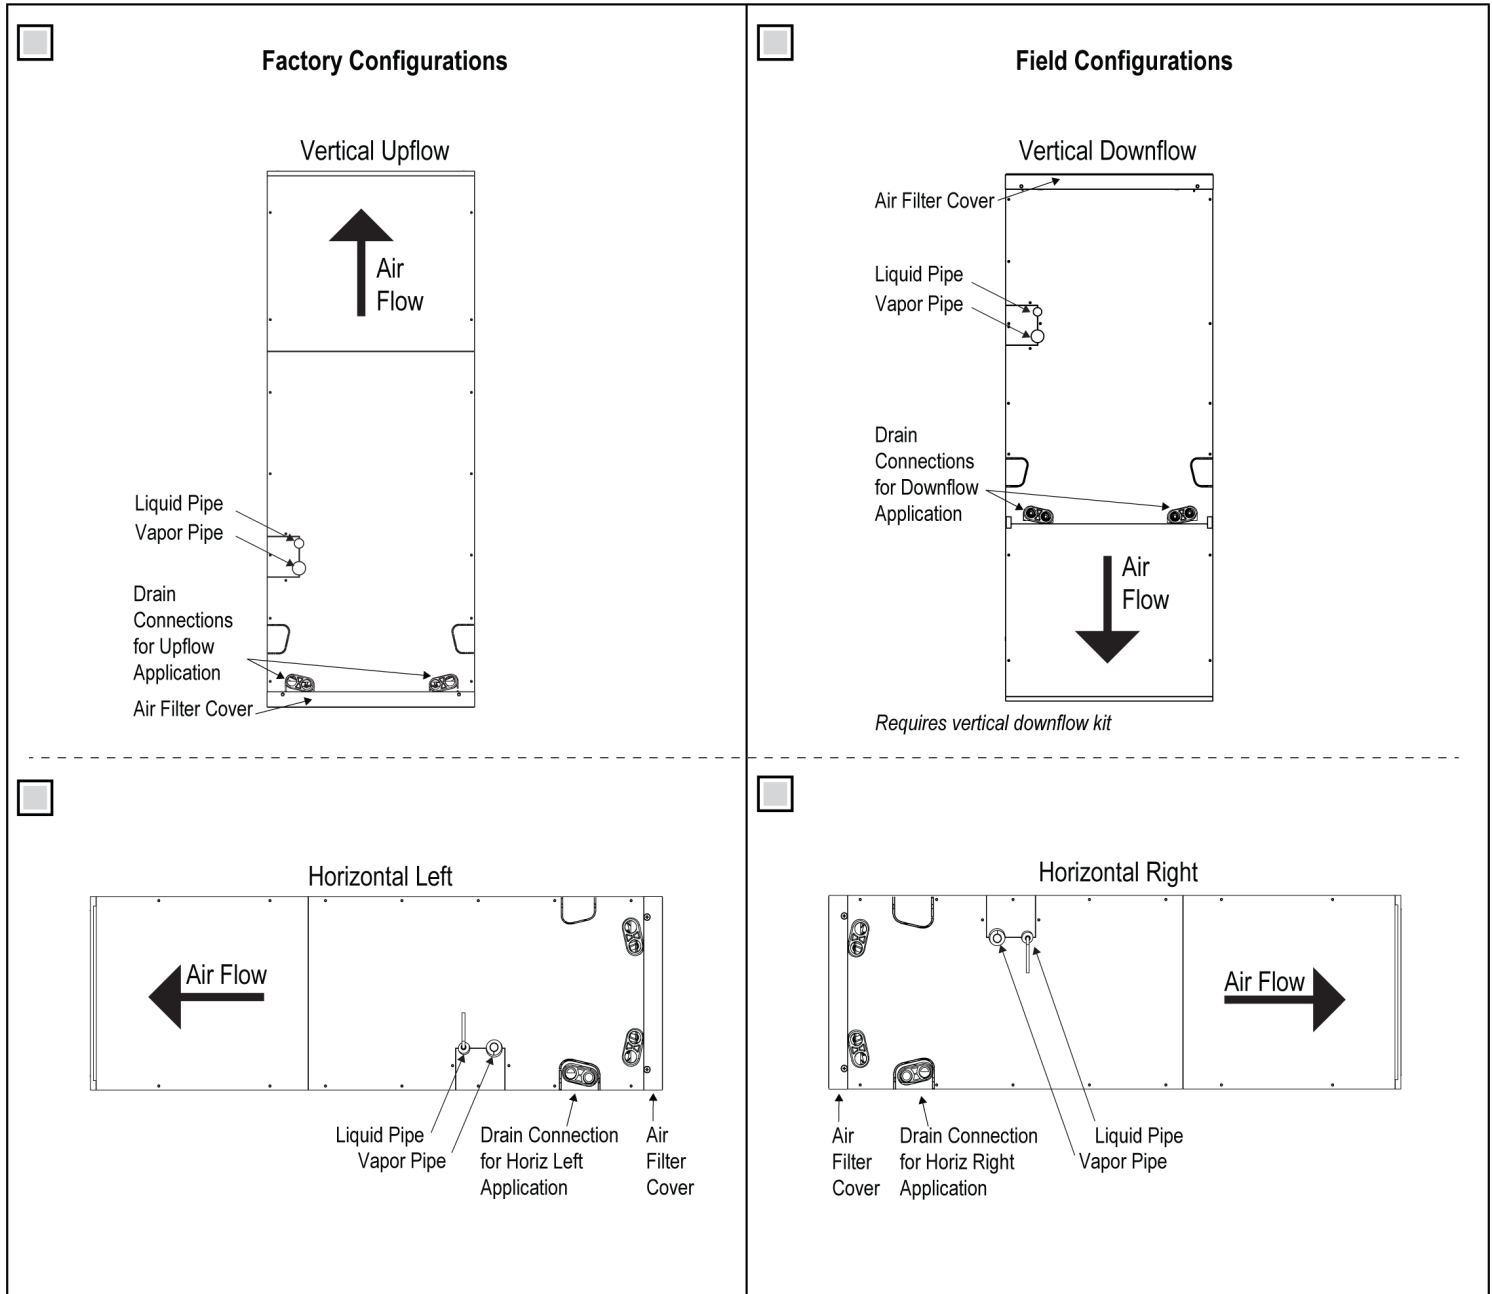 Factory Configurations
Vertical Upflow
Air
Flow
Liquid Pipe
Vapor Pipe
Drain
Connections
for Upflow
Application
Air Filter Cover
Field Configurations
Vertical Downflow
Air Filter Cover
Liquid Pipe
Vapor Pipe
Drain
Connections
for Downflow
Application
Air
Flow
Requires vertical downflow kit
Horizontal Left
Air Flow
Liquid Pipe
Vapor Pipe
Drain Connection
for Horiz Left
Application
Air
Filter
Cover
Horizontal Right
Air Flow
Air
Filter
Cover
Drain Connection
for Horiz Right
Application
Liquid Pipe
Vapor Pipe